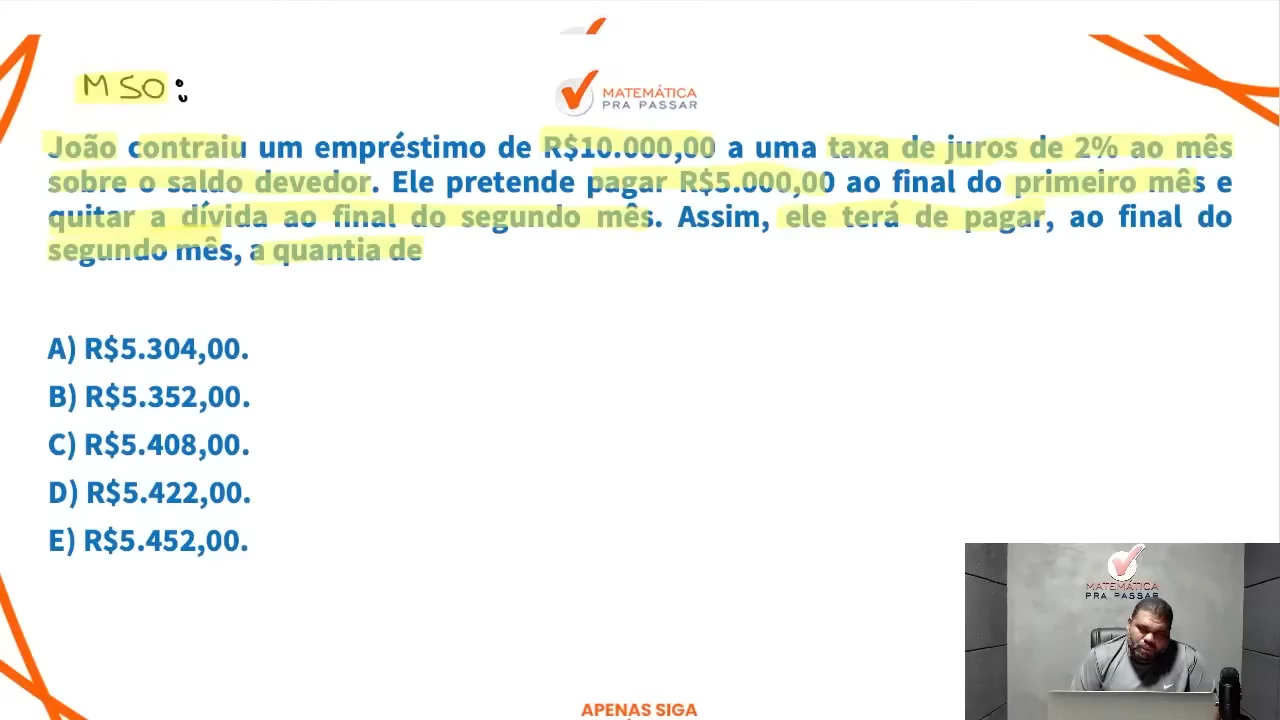 MSO:
MATEMÁTICA
PRA PASSAR
João contraiu um empréstimo de R$10.000,00 a uma taxa de juros de 2% ao mês
sobre o saldo devedor. Ele pretende pagar R$5.000,00 ao final do primeiro mês e
quitar a dívida ao final do segundo mês. Assim, ele terá de pagar, ao final do
segundo mês, a quantia de
A) R$5.304,00.
B) R$5.352,00.
C) R$5.408,00.
D) R$5.422,00.
E) R$5.452,00.
MATEMÁTICA
PRA PASSAR
APENAS SIGA